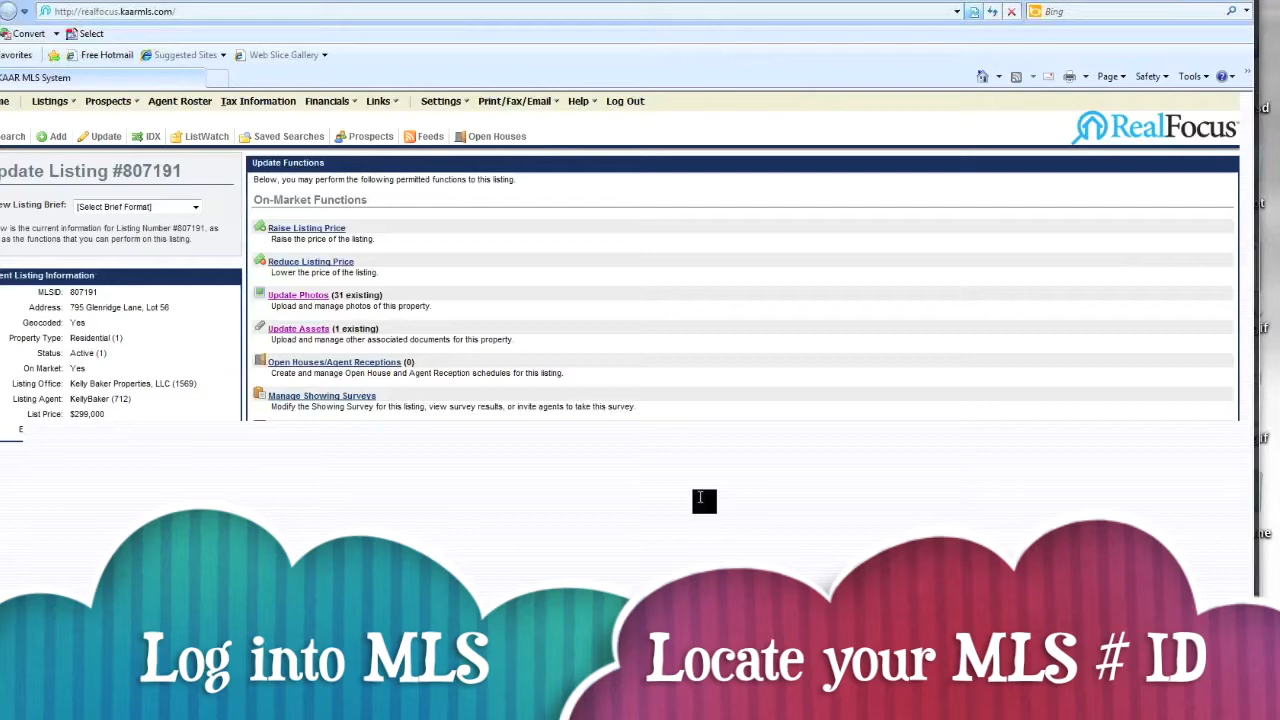 http://realfocus.kaarmls.com/
Bing
Convert Select
Free Hotmail Suggested Sites Web Slice Gallery
KAAR MLS System
Page Safety Tools
Listings Prospects Agent Roster Tax Information Financials Links Settings Print/Fax/Email Help Log Out
Add Update IDX ListWatch Saved Searches Prospects Feeds Open Houses
RealFocus
pdate Listing #807191
ew Listing Brief: [Select Brief Format]
ow is the current information for Listing Number #807191, as
as the functions that you can perform on this listing.
ent Listing Information
MLSID: 807191
Address: 795 Glenridge Lane, Lot 56
Geocoded: Yes
Property Type: Residential (1)
Status: Active (1)
On Market: Yes
Listing Office: Kelly Baker Properties, LLC (1569)
Listing Agent: KellyBaker (712)
List Price: $299,000
Update Functions
Below, you may perform the following permitted functions to this listing.
On-Market Functions
Raise Listing Price
Raise the price of the listing.
Reduce Listing Price
Lower the price of the listing.
Update Photos (31 existing)
Upload and manage photos of this property.
Update Assets (1 existing)
Upload and manage other associated documents for this property.
Open Houses/Agent Receptions (0)
Create and manage Open House and Agent Reception schedules for this listing.
Manage Showing Surveys
Modify the Showing Survey for this listing, view survey results, or invite agents to take this survey.
Log into MLS
Locate your MLS # ID